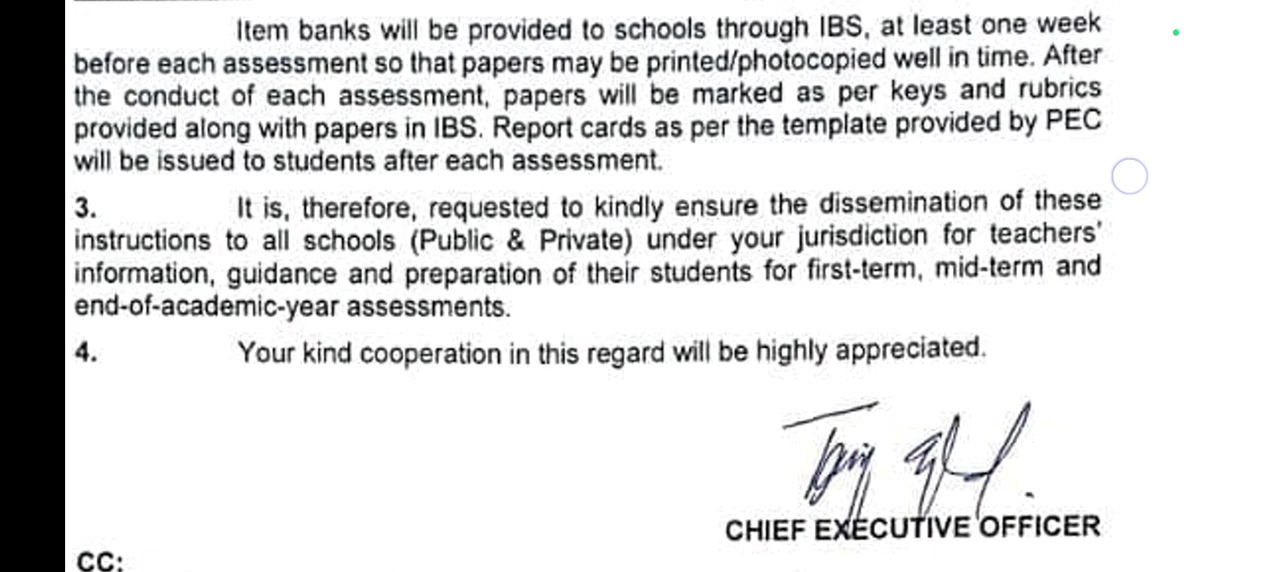 Item banks will be provided to schools through IBS, at least one week
before each assessment so that papers may be printed/photocopied well in time. After
the conduct of each assessment, papers will be marked as per keys and rubrics
provided along with papers in IBS. Report cards as per the template provided by PEC
will be issued to students after each assessment.
3. It is, therefore, requested to kindly ensure the dissemination of these
instructions to all schools (Public & Private) under your jurisdiction for teachers'
information, guidance and preparation of their students for first-term, mid-term and
end-of-academic-year assessments.
4. Your kind cooperation in this regard will be highly appreciated.
CHIEF EXECUTIVE OFFICER
CC: